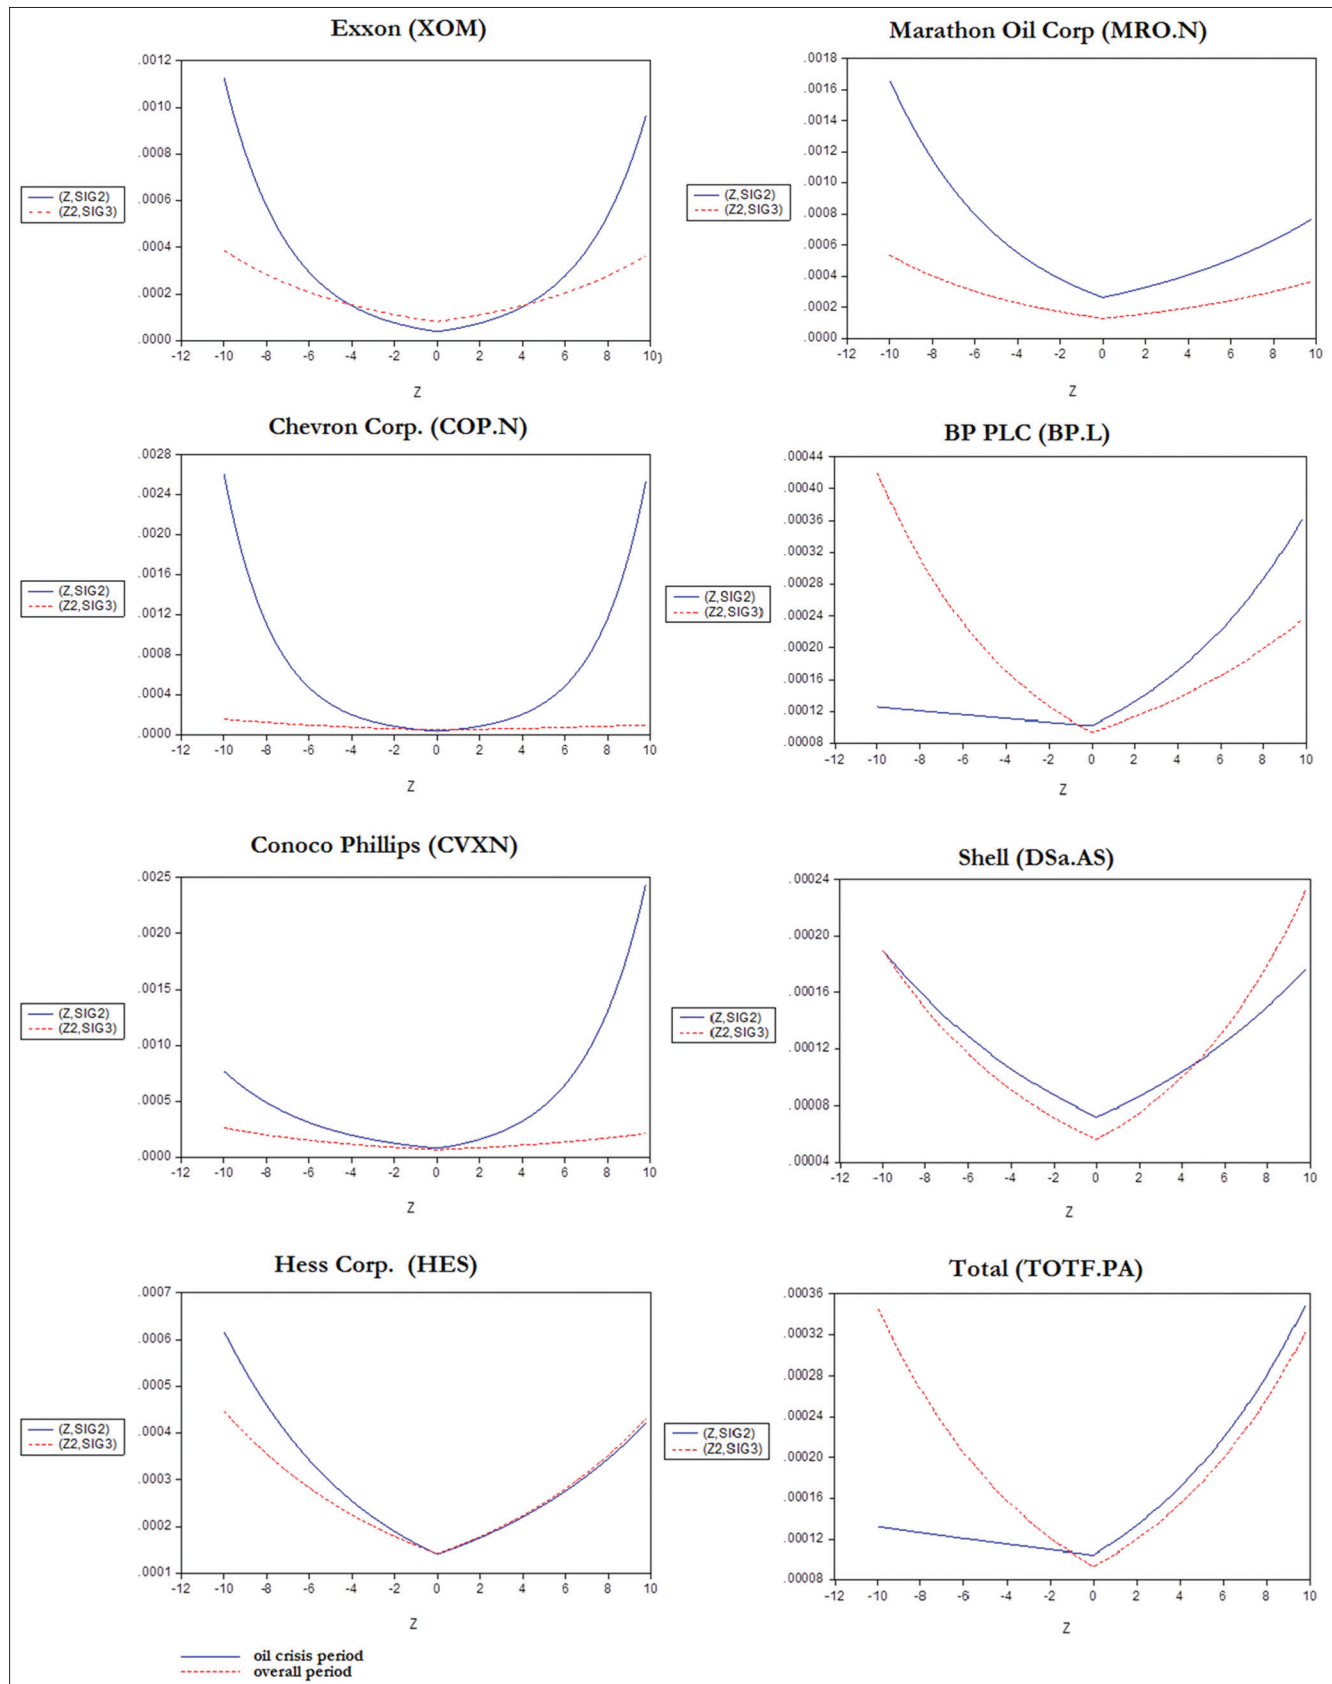 Exxon (XOM)
.0012
.0010
.0008
.0006
.0004
.0002
.0000
-12 -10 -8 -6 -4 -2 0 2 4 6 8 10
Z
(Z,SIG2)
(Z2,SIG3)
Marathon Oil Corp (MRO.N)
.0018
.0016
.0014
.0012
.0010
.0008
.0006
.0004
.0002
.0000
-12 -10 -8 -6 -4 -2 0 2 4 6 8 10
Z
(Z,SIG2)
(Z2,SIG3)
Chevron Corp. (COP.N)
.0028
.0024
.0020
.0016
.0012
.0008
.0004
.0000
-12 -10 -8 -6 -4 -2 0 2 4 6 8 10
Z
(Z,SIG2)
(Z2,SIG3)
BP PLC (BP.L)
.00044
.00040
.00036
.00032
.00028
.00024
.00020
.00016
.00012
.00008
-12 -10 -8 -6 -4 -2 0 2 4 6 8 10
Z
(Z,SIG2)
(Z2,SIG3)
Conoco Phillips (CVXN)
.0025
.0020
.0015
.0010
.0005
.0000
-12 -10 -8 -6 -4 -2 0 2 4 6 8 10
Z
(Z,SIG2)
(Z2,SIG3)
Shell (DSa.AS)
.00024
.00020
.00016
.00012
.00008
.00004
-12 -10 -8 -6 -4 -2 0 2 4 6 8 10
Z
(Z,SIG2)
(Z2,SIG3)
Hess Corp. (HES)
.0007
.0006
.0005
.0004
.0003
.0002
.0001
-12 -10 -8 -6 -4 -2 0 2 4 6 8 10
Z
(Z,SIG2)
(Z2,SIG3)
Total (TOTF.PA)
.00036
.00032
.00028
.00024
.00020
.00016
.00012
.00008
-12 -10 -8 -6 -4 -2 0 2 4 6 8 10
Z
(Z,SIG2)
(Z2,SIG3)
oil crisis period
overall period